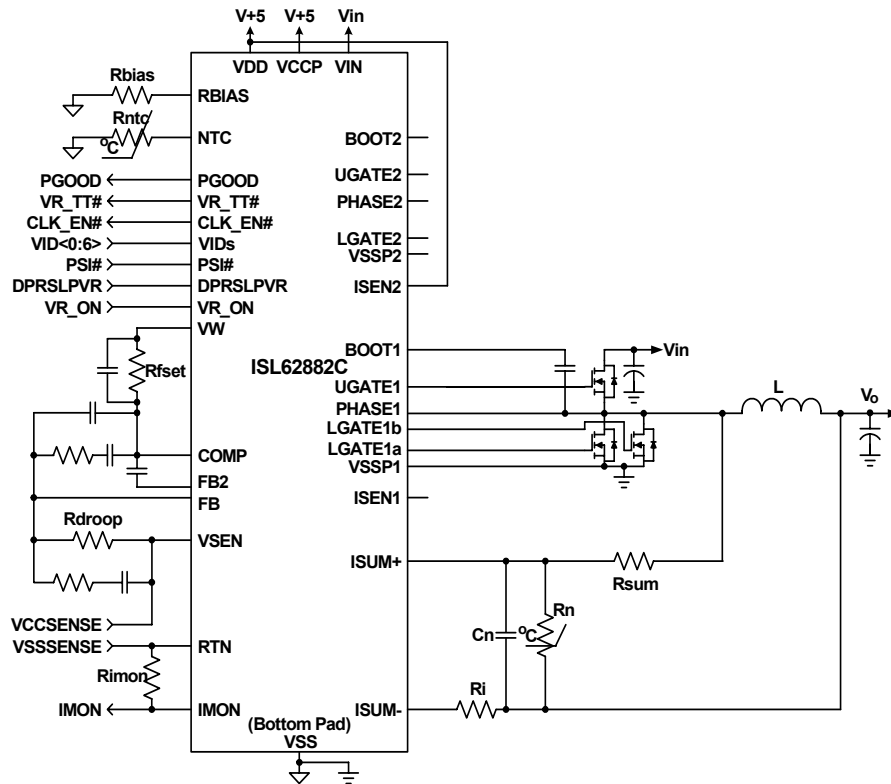 V+5 V+5 Vin
VDD VCCP VIN
Rbias
RBIAS
Rntc
°C
NTC
PGOOD PGOOD
VR_TT# VR_TT#
CLK_EN# CLK_EN#
VID<0:6> VIDs
PSI# PSI#
DPRSLPVR DPRSLPVR
VR_ON VR_ON
VW
Rfset
COMP
FB2
FB
Rdroop
VSEN
VCCSENSE
VSSSENSE RTN
Rimon
IMON IMON
ISL62882C
(Bottom Pad)
VSS
BOOT2
UGATE2
PHASE2
LGATE2
VSSP2
ISEN2
BOOT1
UGATE1
PHASE1
LGATE1b
LGATE1a
VSSP1
ISEN1
ISUM+
ISUM-
Vin
L
Vo
Rsum
Rn
°C
Cn
Ri